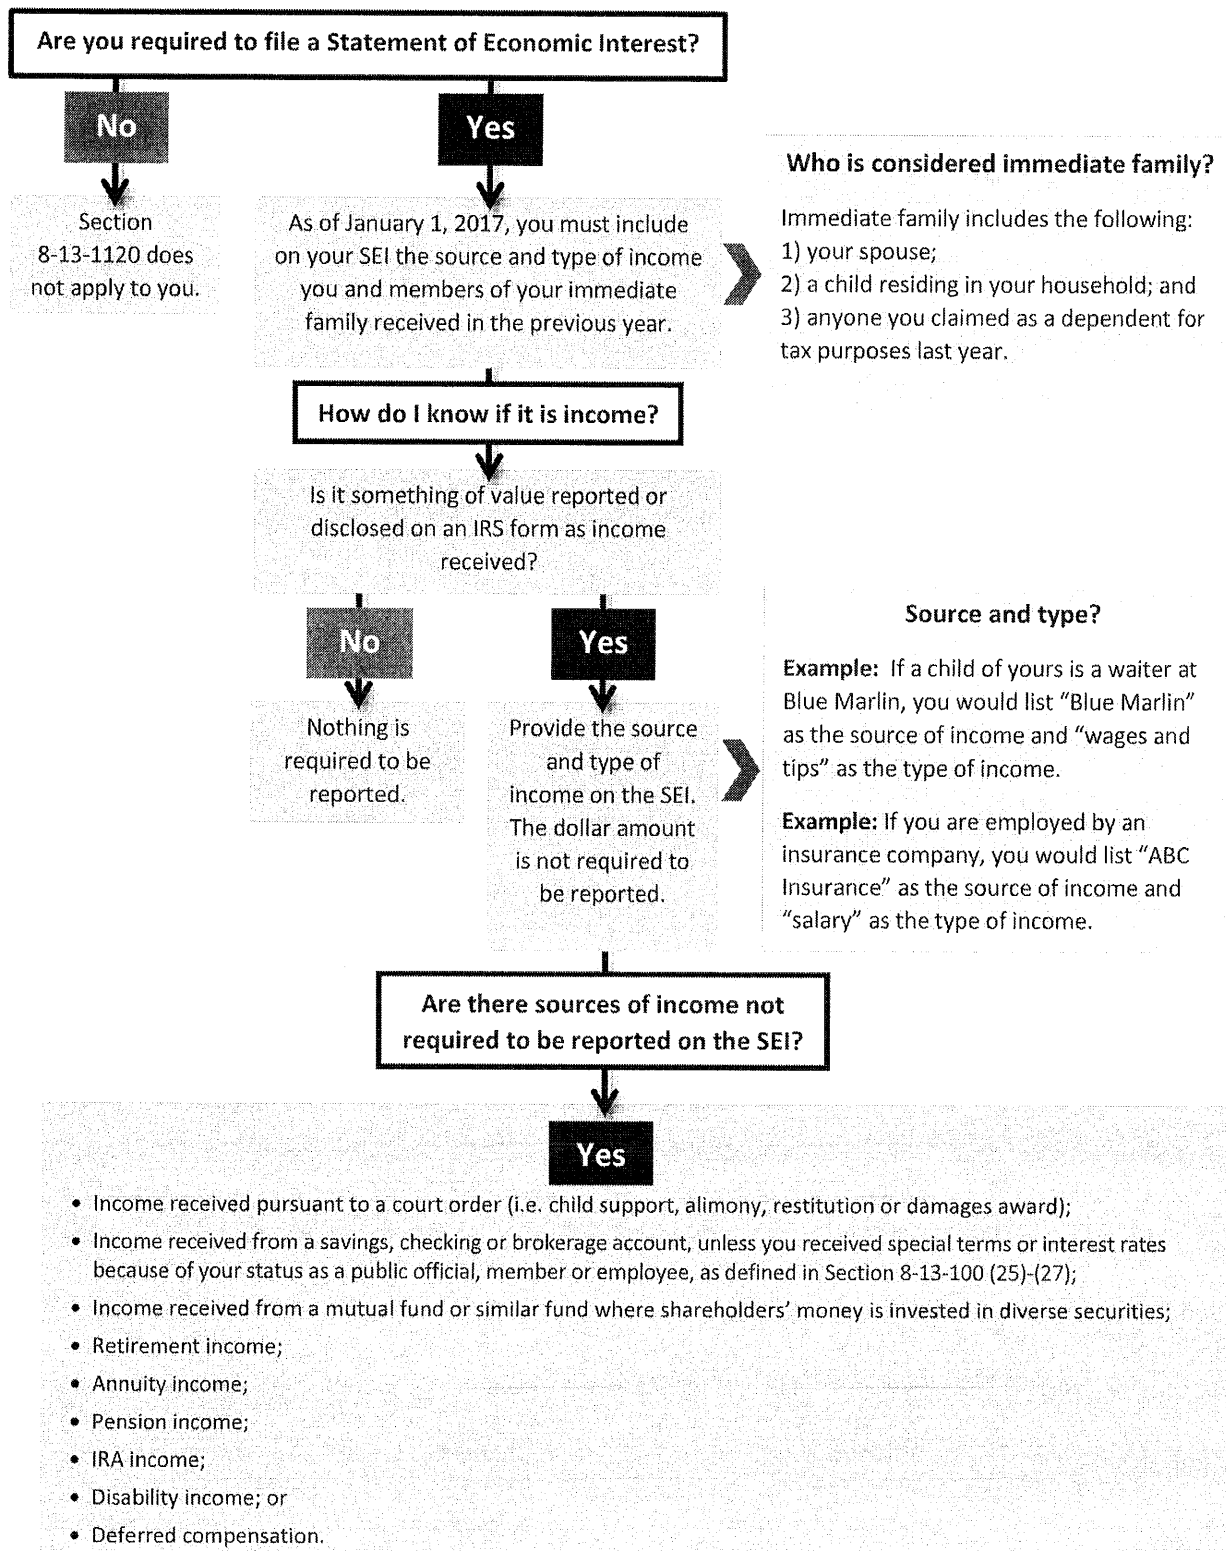 Are you required to file a Statement of Economic Interest?
No
Yes
Section
8-13-1120 does
not apply to you.
As of January 1, 2017, you must include
on your SEI the source and type of income
you and members of your immediate
family received in the previous year.
Who is considered immediate family?
Immediate family includes the following:
1) your spouse;
2) a child residing in your household; and
3) anyone you claimed as a dependent for
tax purposes last year.
How do I know if it is income?
Is it something of value reported or
disclosed on an IRS form as income
received?
No
Yes
Nothing is
required to be
reported.
Provide the source
and type of
income on the SEI.
The dollar amount
is not required to
be reported.
Source and type?
Example: If a child of yours is a waiter at
Blue Marlin, you would list "Blue Marlin"
as the source of income and "wages and
tips" as the type of income.
Example: If you are employed by an
insurance company, you would list "ABC
Insurance" as the source of income and
"salary" as the type of income.
Are there sources of income not
required to be reported on the SEI?
Yes
• Income received pursuant to a court order (i.e. child support, alimony, restitution or damages award);
• Income received from a savings, checking or brokerage account, unless you received special terms or interest rates
because of your status as a public official, member or employee, as defined in Section 8-13-100 (25)-(27);
• Income received from a mutual fund or similar fund where shareholders' money is invested in diverse securities;
• Retirement income;
• Annuity income;
• Pension income;
• IRA income;
• Disability income; or
• Deferred compensation.